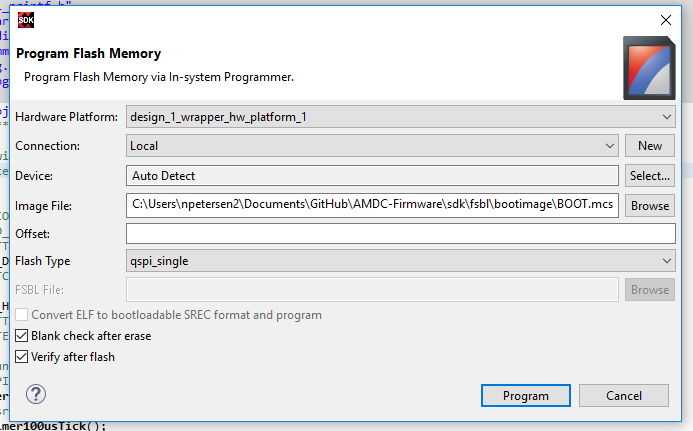 SDK
Program Flash Memory
Program Flash Memory via In-system Programmer.
Hardware Platform: design_1_wrapper_hw_platform_1
Connection: Local New
Device: Auto Detect Select...
Image File: C:\Users\npetersen2\Documents\GitHub\AMDC-Firmware\sdk\fsbl\bootimage\BOOT.mcs Browse
Offset:
Flash Type qspi_single
FSBL File: Browse
Convert ELF to bootloadable SREC format and program
Blank check after erase
Verify after flash
? Program Cancel
imer100usTick();